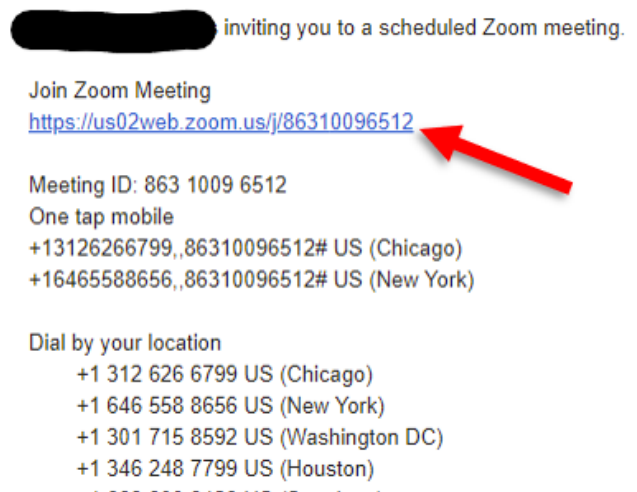 inviting you to a scheduled Zoom meeting.
Join Zoom Meeting
https://us02web.zoom.us/j/86310096512
Meeting ID: 863 1009 6512
One tap mobile
+13126266799,,86310096512# US (Chicago)
+16465588656,,86310096512# US (New York)
Dial by your location
+1 312 626 6799 US (Chicago)
+1 646 558 8656 US (New York)
+1 301 715 8592 US (Washington DC)
+1 346 248 7799 US (Houston)